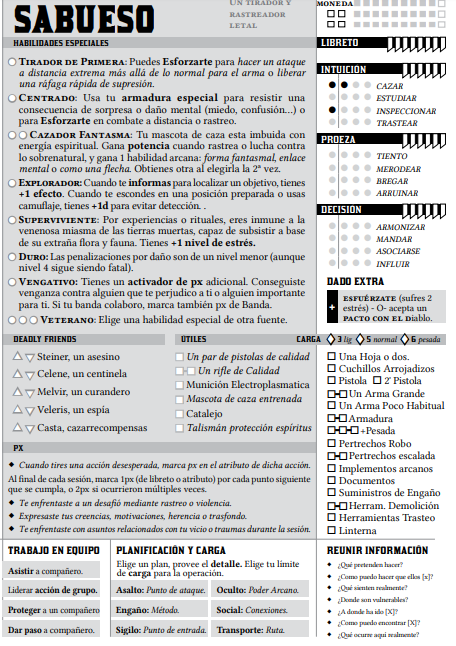 SABUESO
UN TIRADOR Y
RASTREADOR
LETAL
MONEDA
HABILIDADES ESPECIALES
TIRADOR DE PRIMERA: Puedes Esforzarte para hacer un ataque
a distancia extrema más allá de lo normal para el arma o liberar
una ráfaga rápida de supresión.
CENTRADO: Usa tu armadura especial para resistir una
consecuencia de sorpresa o daño mental (miedo, confusión...) o
para Esforzarte en combate a distancia o rastreo.
CAZADOR FANTASMA: Tu mascota de caza esta imbuida con
energía espiritual. Gana potencia cuando rastrea o lucha contra
lo sobrenatural, y gana 1 habilidad arcana: forma fantasmal, enlace
mental o como una flecha. Obtienes otra al elegirla la 2ª vez.
EXPLORADOR: Cuando te informas para localizar un objetivo, tienes
+1 efecto. Cuando te escondes en una posición preparada o usas
camuflaje, tienes +1d para evitar detección. .
SUPERVIVIENTE: Por experiencias o rituales, eres inmune a la
venenosa miasma de las tierras muertas, capaz de subsistir a base
de su extraña flora y fauna. Tienes +1 nivel de estrés.
DURO: Las penalizaciones por daño son de un nivel menor (aunque
nivel 4 sigue siendo fatal).
VENGATIVO: Tienes un activador de px adicional. Conseguiste
venganza contra alguien que te perjudico a ti o alguien importante
para ti. Si tu banda colaboro, marca también px de Banda.
VETERANO: Elige una habilidad especial de otra fuente.
LIBRETO
INTUICIÓN
CAZAR
ESTUDIAR
INSPECCIONAR
TRASTEAR
PROEZA
TIENTO
MERODEAR
BREGAR
ARRUINAR
DECISIÓN
ARMONIZAR
MANDAR
ASOCIARSE
INFLUIR
DADO EXTRA
+
ESFUÉRZATE (sufres 2
estrés) - O- acepta un
PACTO CON EL Diablo.
DEADLY FRIENDS
Steiner, un asesino
Celene, un centinela
Melvir, un curandero
Veleris, un espía
Casta, cazarrecompensas
ÚTILES
Un par de pistolas de calidad
Un rifle de Calidad
Munición Electroplasmatica
Mascota de caza entrenada
Catalejo
Talismán protección espíritus
CARGA 3 lig 5 normal 6 pesada
Una Hoja o dos.
Cuchillos Arrojadizos
Pistola 2ª Pistola
Un Arma Grande
Un Arma Poco Habitual
Armadura
+Pesada
Pertrechos Robo
Pertrechos escalada
Implementos arcanos
Documentos
Suministros de Engaño
Herram. Demolición
Herramientas Trasteo
Linterna
PX
Cuando tires una acción desesperada, marca px en el atributo de dicha acción.
Al final de cada sesión, marca 1px (de libreto o atributo) por cada punto siguiente
que se cumpla, o 2px si ocurrieron múltiples veces.
Te enfrentaste a un desafió mediante rastreo o violencia.
Expresaste tus creencias, motivaciones, herencia o trasfondo.
Te enfrentaste con asuntos relacionados con tu vicio o traumas durante la sesión.
TRABAJO EN EQUIPO
Asistir a compañero.
Liderar acción de grupo.
Proteger a un compañero
Dar paso a compañero.
PLANIFICACIÓN Y CARGA
Elige un plan, provee el detalle. Elige tu límite
de carga para la operación.
Asalto: Punto de ataque.
Oculto: Poder Arcano.
Engaño: Método.
Social: Conexiones.
Sigilo: Punto de entrada.
Transporte: Ruta.
REUNIR INFORMACIÓN
¿Qué pretenden hacer?
¿Como puedo hacer que ellos [x]?
¿Qué sienten realmente?
¿Donde son vulnerables?
¿A donde ha ido [X]?
¿Como puedo encontrar [X]?
¿Qué ocurre aquí realmente?